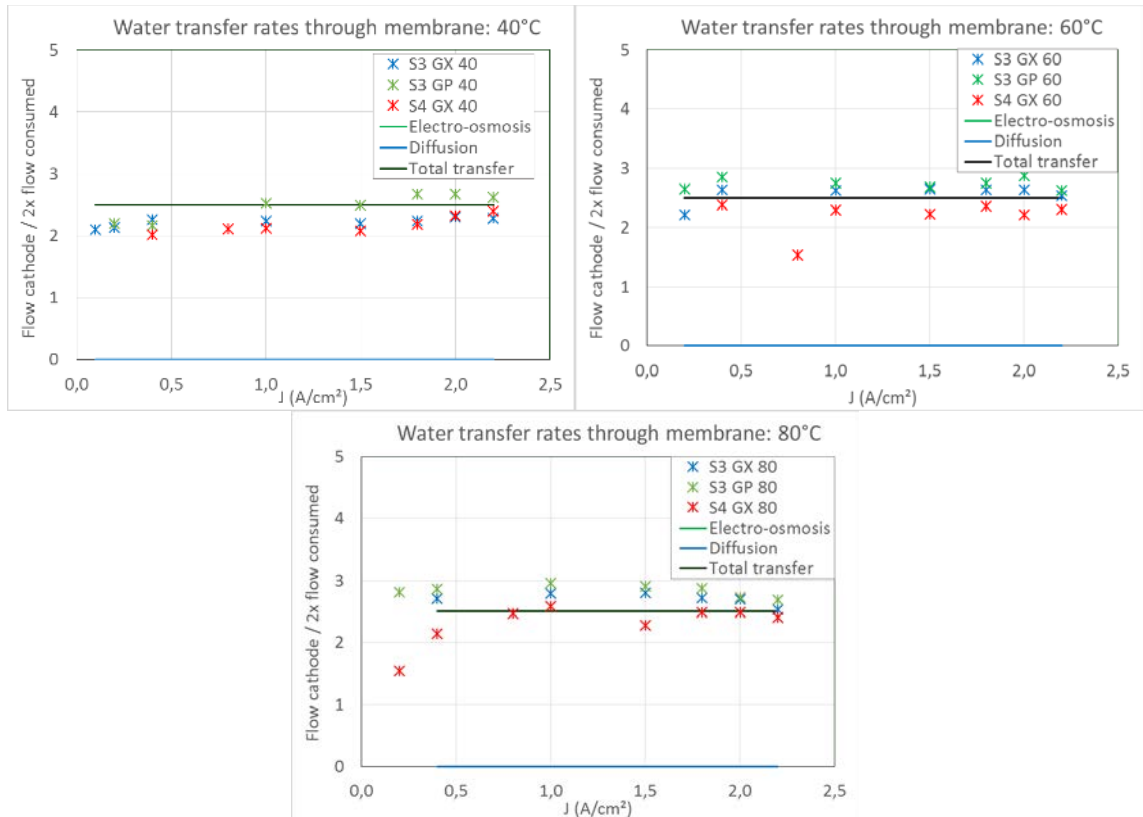 Water transfer rates through membrane: 40°C
Flow cathode / 2x flow consumed
5
4
3
2
1
0
S3 GX 40
S3 GP 40
S4 GX 40
Electro-osmosis
Diffusion
Total transfer
0,0
0,5
1,0
1,5
2,0
2,5
J (A/cm²)
Water transfer rates through membrane: 60°C
Flow cathode / 2x flow consumed
5
4
3
2
1
0
S3 GX 60
S3 GP 60
S4 GX 60
Electro-osmosis
Diffusion
Total transfer
0,0
0,5
1,0
1,5
2,0
2,5
J (A/cm²)
Water transfer rates through membrane: 80°C
Flow cathode / 2x flow consumed
5
4
3
2
1
0
S3 GX 80
S3 GP 80
S4 GX 80
Electro-osmosis
Diffusion
Total transfer
0,0
0,5
1,0
1,5
2,0
2,5
J (A/cm²)